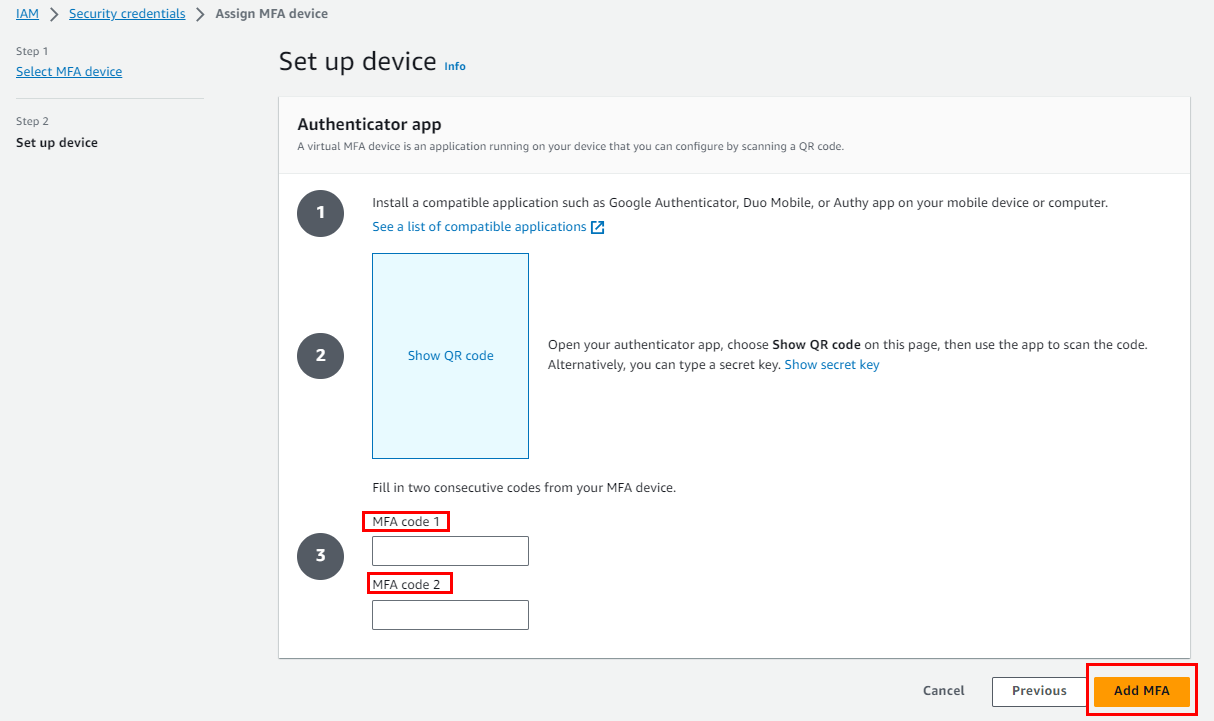 IAM > Security credentials > Assign MFA device
Step 1
Select MFA device
Step 2
Set up device
Set up device Info
Authenticator app
A virtual MFA device is an application running on your device that you can configure by scanning a QR code.
1
Install a compatible application such as Google Authenticator, Duo Mobile, or Authy app on your mobile device or computer.
See a list of compatible applications
2
Show QR code
Open your authenticator app, choose Show QR code on this page, then use the app to scan the code.
Alternatively, you can type a secret key. Show secret key
Fill in two consecutive codes from your MFA device.
3
MFA code 1
MFA code 2
Cancel Previous Add MFA